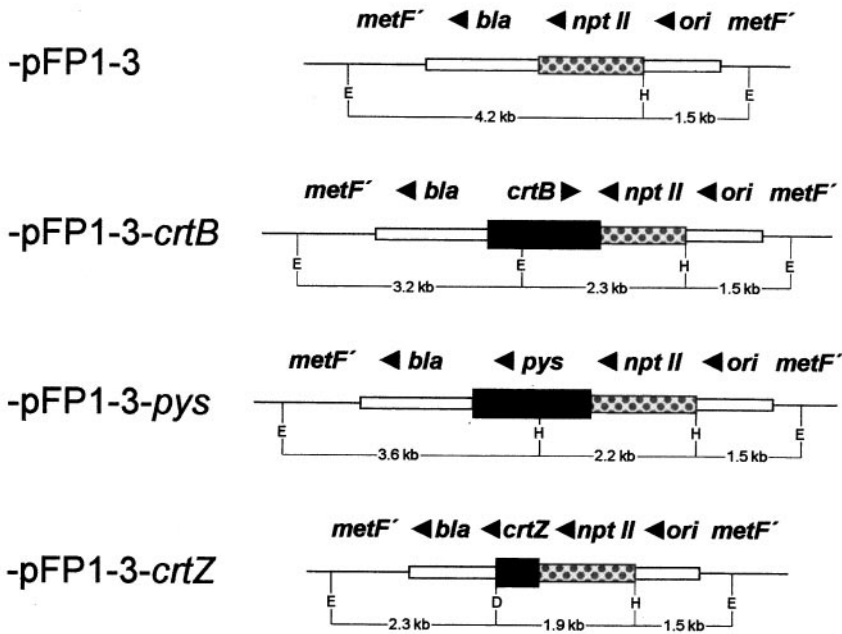 metF´ ◀ bla ◀ npt II ◀ ori metF´
-pFP1-3
E H E
4.2 kb 1.5 kb
metF´ ◀ bla crtB ▶ ◀ npt II ◀ ori metF´
-pFP1-3-crtB
E E H E
3.2 kb 2.3 kb 1.5 kb
metF´ ◀ bla ◀ pys ◀ npt II ◀ ori metF´
-pFP1-3-pys
E H H E
3.6 kb 2.2 kb 1.5 kb
metF´ ◀ bla ◀ crtZ ◀ npt II ◀ ori metF´
-pFP1-3-crtZ
E D H E
2.3 kb 1.9 kb 1.5 kb